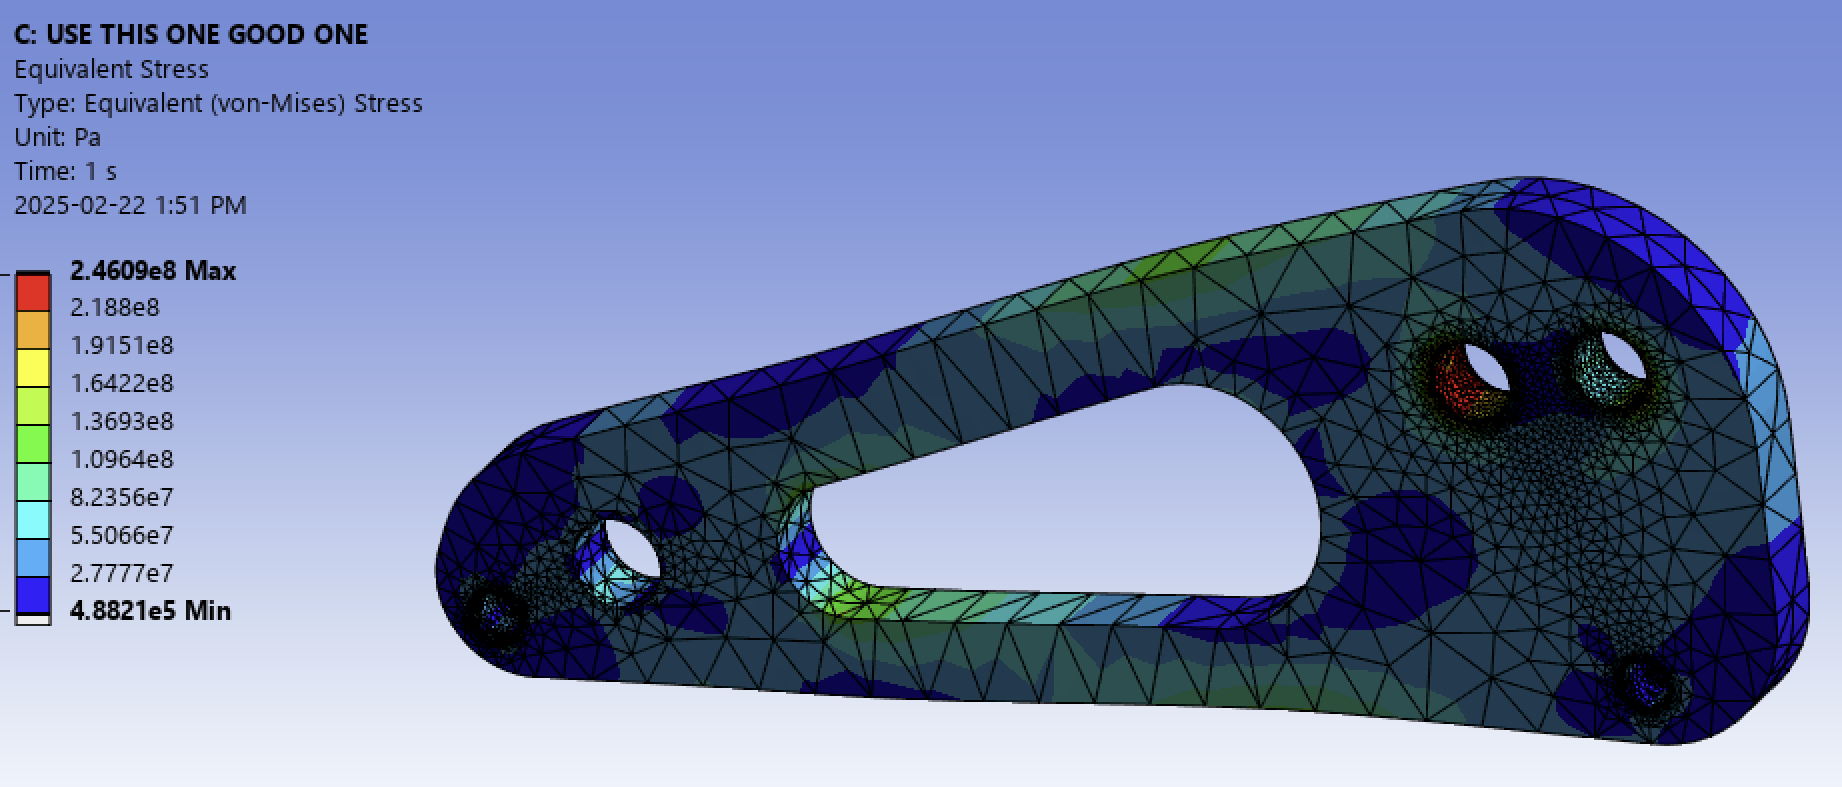 C: USE THIS ONE GOOD ONE
Equivalent Stress
Type: Equivalent (von-Mises) Stress
Unit: Pa
Time: 1 s
2025-02-22 1:51 PM
2.4609e8 Max
2.188e8
1.9151e8
1.6422e8
1.3693e8
1.0964e8
8.2356e7
5.5066e7
2.7777e7
4.8821e5 Min